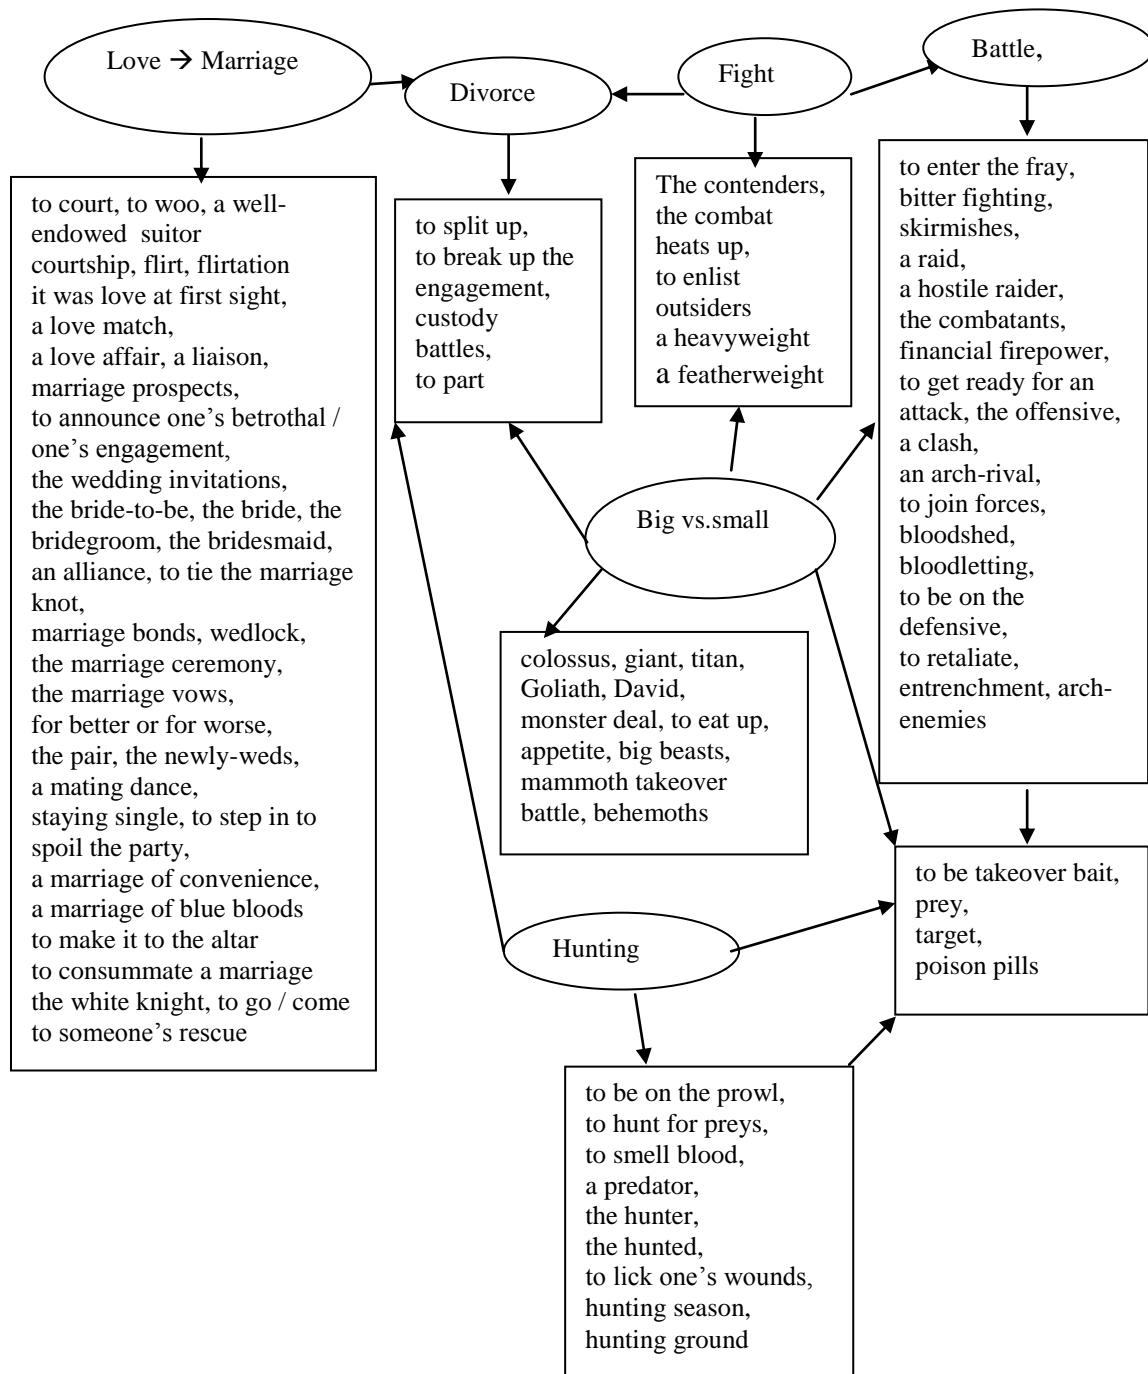 Love → Marriage
Divorce
Fight
Battle,
to court, to woo, a well-
endowed suitor
courtship, flirt, flirtation
it was love at first sight,
a love match,
a love affair, a liaison,
marriage prospects,
to announce one's betrothal /
one's engagement,
the wedding invitations,
the bride-to-be, the bride, the
bridegroom, the bridesmaid,
an alliance, to tie the marriage
knot,
marriage bonds, wedlock,
the marriage ceremony,
the marriage vows,
for better or for worse,
the pair, the newly-weds,
a mating dance,
staying single, to step in to
spoil the party,
a marriage of convenience,
a marriage of blue bloods
to make it to the altar
to consummate a marriage
the white knight, to go / come
to someone's rescue
to split up,
to break up the
engagement,
custody
battles,
to part
The contenders,
the combat
heats up,
to enlist
outsiders
a heavyweight
a featherweight
to enter the fray,
bitter fighting,
skirmishes,
a raid,
a hostile raider,
the combatants,
financial firepower,
to get ready for an
attack, the offensive,
a clash,
an arch-rival,
to join forces,
bloodshed,
bloodletting,
to be on the
defensive,
to retaliate,
entrenchment, arch-
enemies
Big vs.small
colossus, giant, titan,
Goliath, David,
monster deal, to eat up,
appetite, big beasts,
mammoth takeover
battle, behemoths
to be takeover bait,
prey,
target,
poison pills
Hunting
to be on the prowl,
to hunt for preys,
to smell blood,
a predator,
the hunter,
the hunted,
to lick one's wounds,
hunting season,
hunting ground